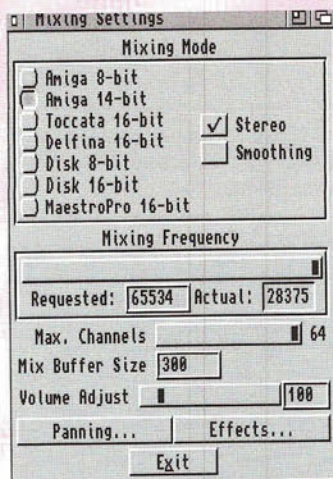 Mixing Settings
Mixing Mode
Amiga 8-bit
Amiga 14-bit
Toccata 16-bit
Delfina 16-bit
Disk 8-bit
Disk 16-bit
MaestroPro 16-bit
Stereo
Smoothing
Mixing Frequency
Requested: 65534 Actual: 28375
Max. Channels 64
Mix Buffer Size 300
Volume Adjust 100
Panning... Effects...
Exit